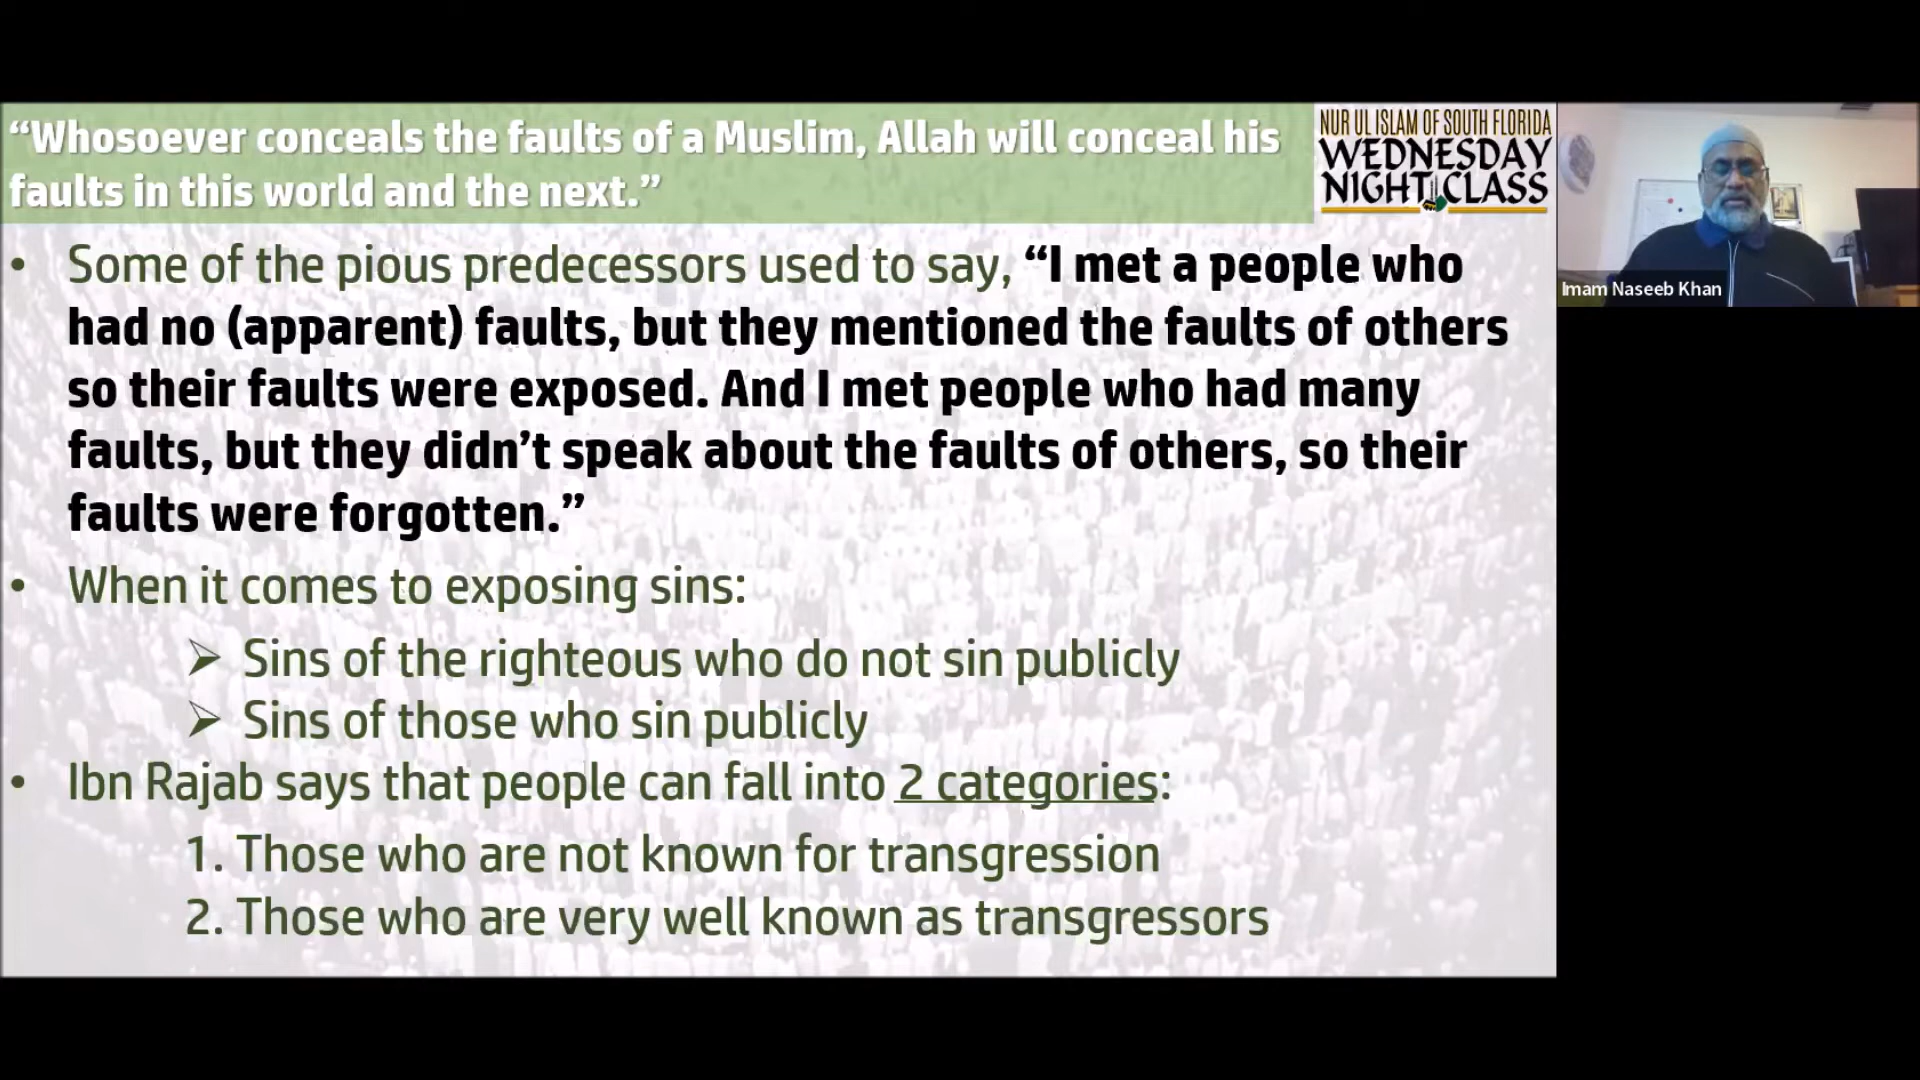 “Whosoever conceals the faults of a Muslim, Allah will conceal his
faults in this world and the next.”
NUR UL ISLAM OF SOUTH FLORIDA
WEDNESDAY
NIGHT CLASS
Imam Naseeb Khan
• Some of the pious predecessors used to say, “I met a people who
had no (apparent) faults, but they mentioned the faults of others
so their faults were exposed. And I met people who had many
faults, but they didn’t speak about the faults of others, so their
faults were forgotten.”
• When it comes to exposing sins:
➢ Sins of the righteous who do not sin publicly
➢ Sins of those who sin publicly
• Ibn Rajab says that people can fall into 2 categories:
1. Those who are not known for transgression
2. Those who are very well known as transgressors